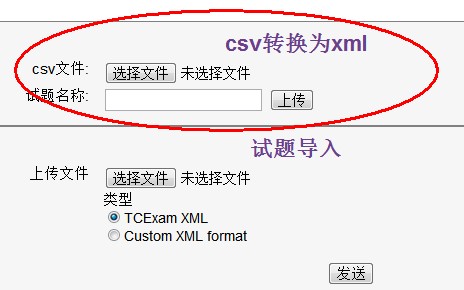 csv转换为xml
csv文件: 选择文件 未选择文件
试题名称: 上传
试题导入
上传文件 选择文件 未选择文件
类型
TCExam XML
Custom XML format
发送